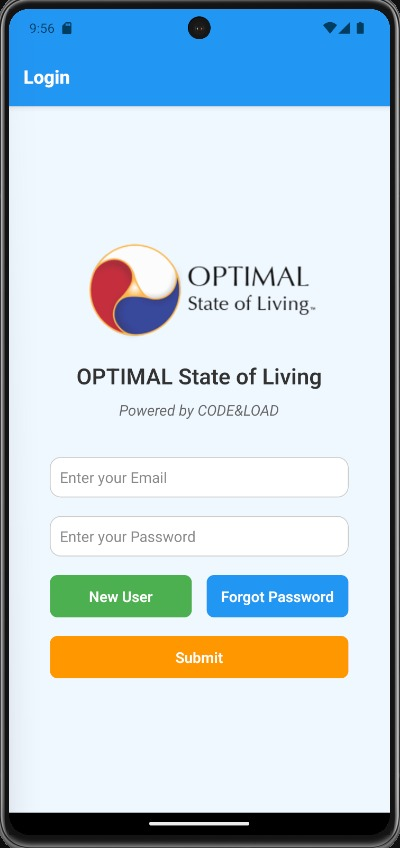 9:56
Login
OPTIMAL
State of Living™
OPTIMAL State of Living
Powered by CODE&LOAD
Enter your Email
Enter your Password
New User
Forgot Password
Submit